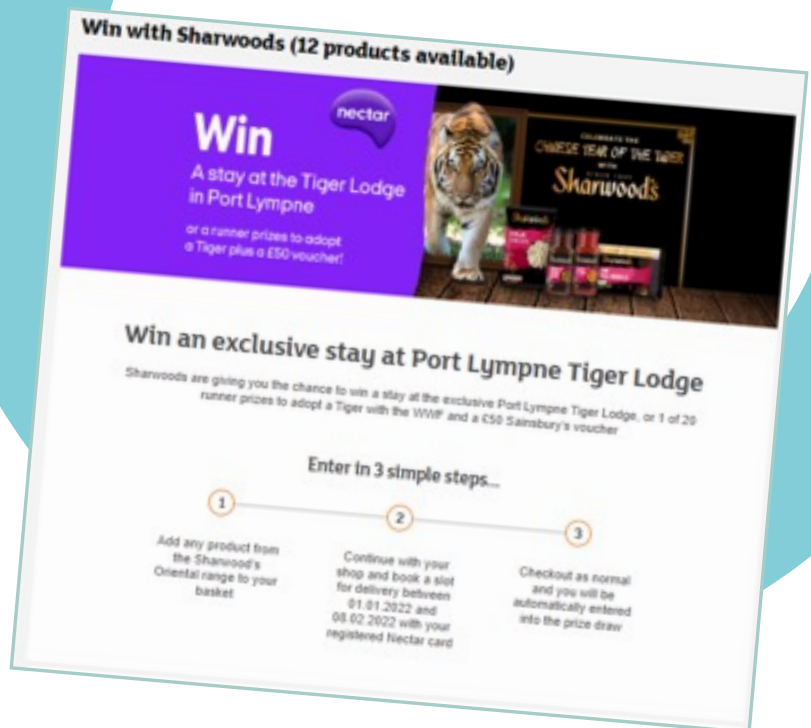 Win with Sharwoods (12 products available)
nectar
Win
A stay at the Tiger Lodge
in Port Lympne
or a runner prizes to adopt
a Tiger plus a £50 voucher!
CELEBRATE THE
CHINESE YEAR OF THE TIGER
WITH
Sharwood's
Win an exclusive stay at Port Lympne Tiger Lodge
Sharwoods are giving you the chance to win a stay at the exclusive Port Lympne Tiger Lodge, or 1 of 20
runner prizes to adopt a Tiger with the WWF and a £50 Sainsbury's voucher
Enter in 3 simple steps...
1
Add any product from
the Sharwood's
Oriental range to your
basket
2
Continue with your
shop and book a slot
for delivery between
01.01.2022 and
08.02.2022 with your
registered Nectar card
3
Checkout as normal
and you will be
automatically entered
into the prize draw